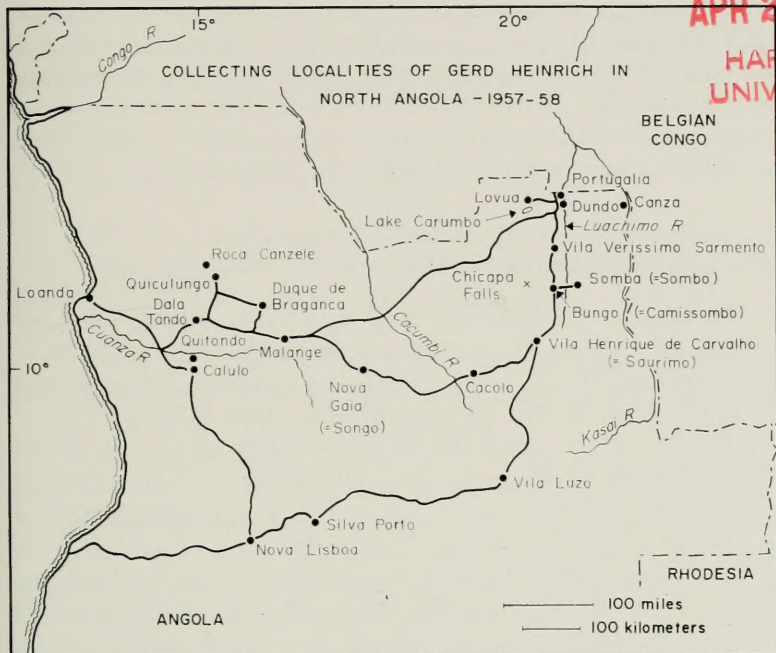 15°
20°
APR 2
HAR
UNIV
Congo R
COLLECTING LOCALITIES OF GERD HEINRICH IN
NORTH ANGOLA - 1957-58
BELGIAN
CONGO
Portugalia
Lovua
Dundo
Canza
Lake Carumbo
Luachimo R
Vila Verissimo Sarmento
Roca Canzele
Quiculungo
Duque de
Braganca
Chicapa
Falls
Somba (=Sombo)
Loanda
Dala
Tando
Bungo (=Camissombo)
Cuanza R
Quitondo
Malange
Cacumbi R
Vila Henrique de Carvalho
(= Saurimo)
10°
Calulo
Nova
Gaia
(=Songo)
Cacolo
Kasai R
Vila Luzo
Silva Porto
Nova Lisboa
RHODESIA
ANGOLA
100 miles
100 kilometers